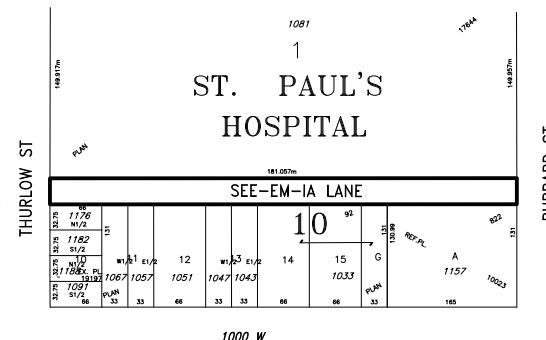 1081
17644
1
149.917m
149.957m
ST. PAUL'S
HOSPITAL
PLAN
THURLOW ST
181.057m
SEE-EM-IA LANE
66
32.75
1176
N1/2
131
10
92
822
131
32.75
1182
S1/2
131
130.99
REF.PL.
32.75
10
N1/2
W1/2
11
E1/2
12
W1/2
13
E1/2
14
15
G
A
EX. PL.
19197
1067
1057
1051
1047
1043
1033
1157
10023
32.75
1091
S1/2
PLAN
PLAN
66
33
33
66
33
33
66
66
33
165
1000 W